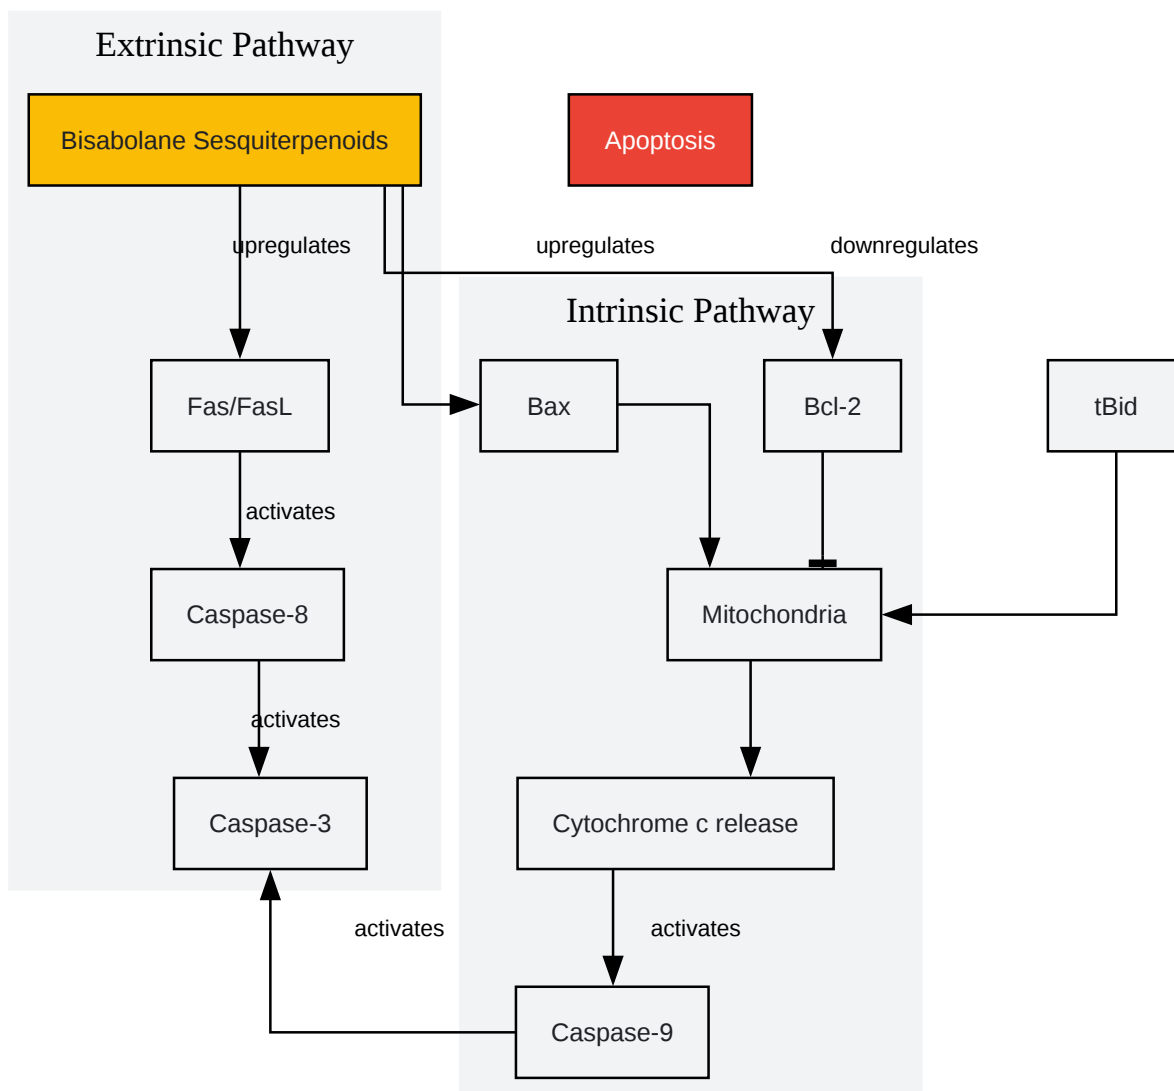 Extrinsic Pathway
Bisabolane Sesquiterpenoids
Apoptosis
upregulates
upregulates
downregulates
Intrinsic Pathway
Fas/FasL
Bax
Bcl-2
tBid
activates
Caspase-8
Mitochondria
activates
Caspase-3
Cytochrome c release
activates
activates
Caspase-9